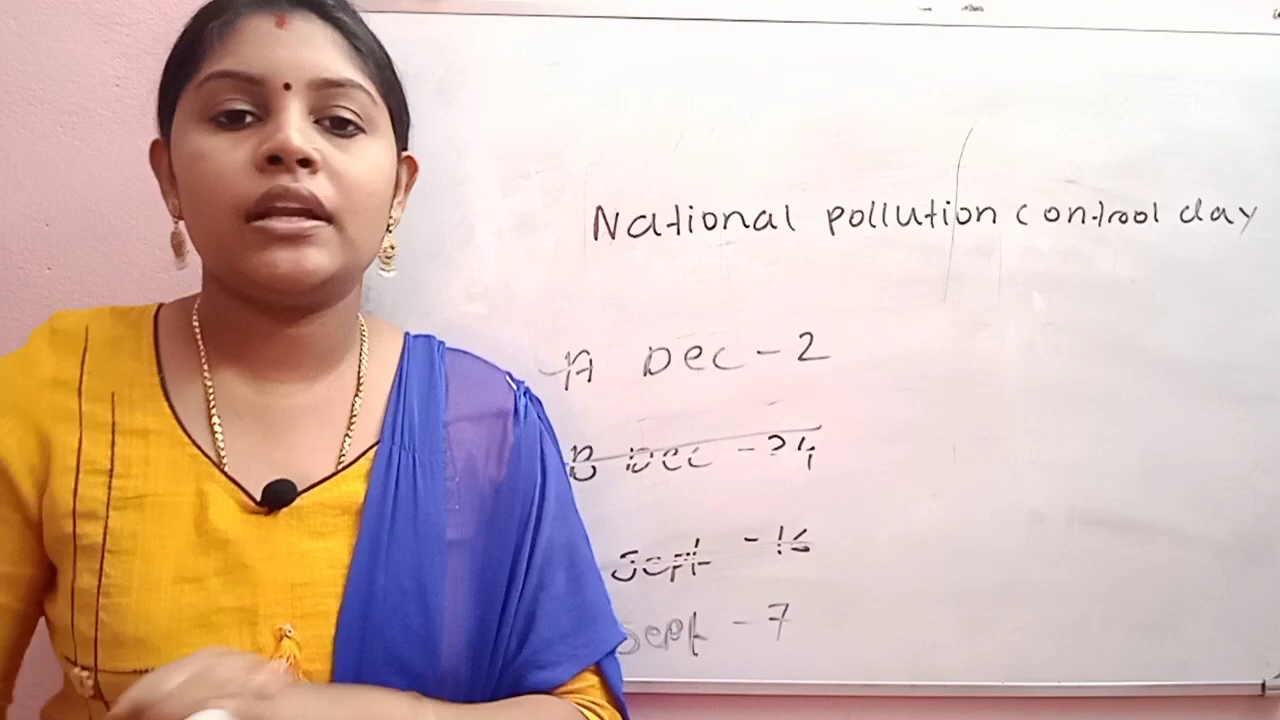 National pollution control day
A Dec - 2
B Dec - 24
Sept - 16
Sept - 7